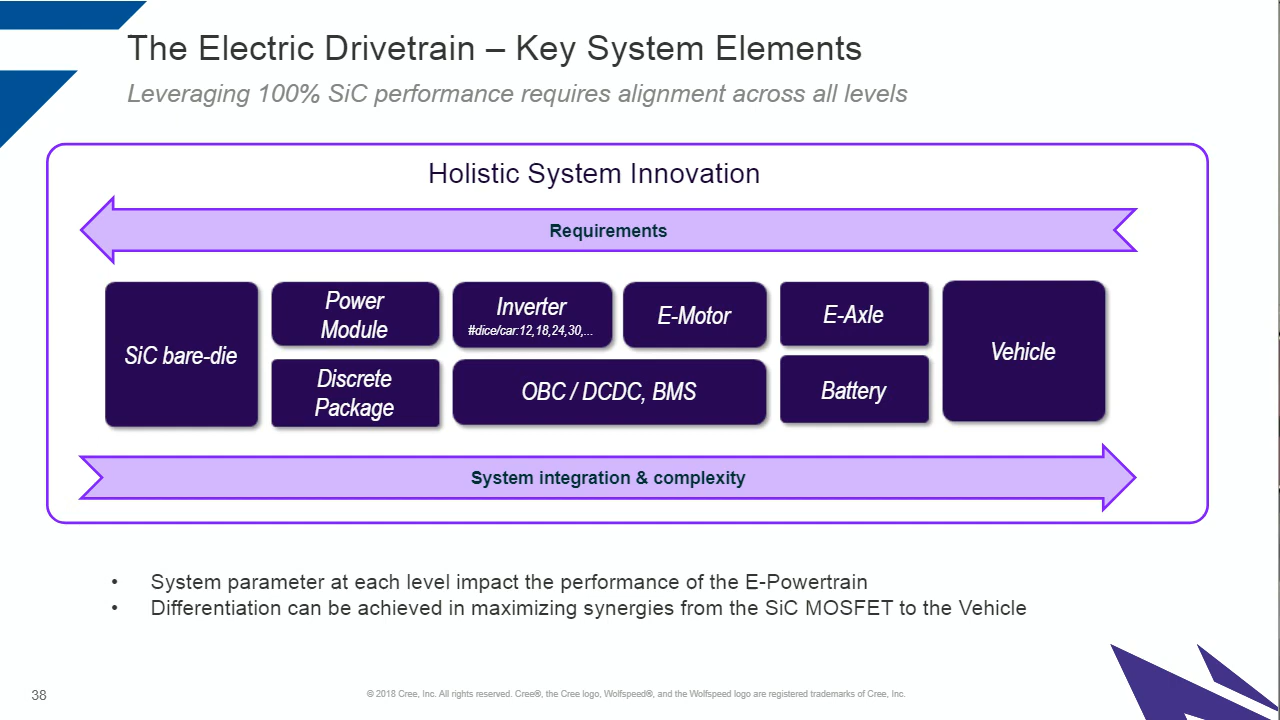 The Electric Drivetrain – Key System Elements
Leveraging 100% SiC performance requires alignment across all levels
Holistic System Innovation
Requirements
SiC bare-die
Power
Module
Discrete
Package
Inverter
#dice/car:12,18,24,30,...
E-Motor
OBC / DCDC, BMS
E-Axle
Battery
Vehicle
System integration & complexity
• System parameter at each level impact the performance of the E-Powertrain
• Differentiation can be achieved in maximizing synergies from the SiC MOSFET to the Vehicle
38
© 2018 Cree, Inc. All rights reserved. Cree®, the Cree logo, Wolfspeed®, and the Wolfspeed logo are registered trademarks of Cree, Inc.